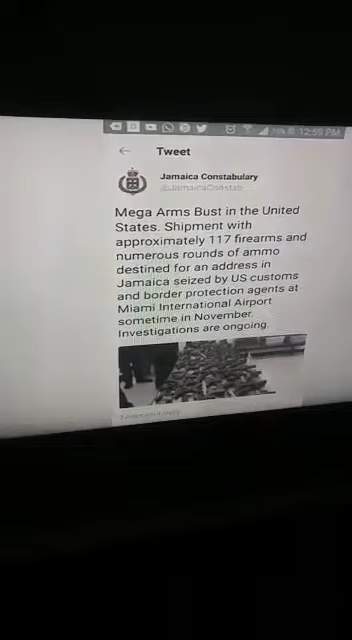 12:59 PM
Tweet
Jamaica Constabulary
@JamaicaConstab
Mega Arms Bust in the United
States. Shipment with
approximately 117 firearms and
numerous rounds of ammo
destined for an address in
Jamaica seized by US customs
and border protection agents at
Miami International Airport
sometime in November.
Investigations are ongoing.